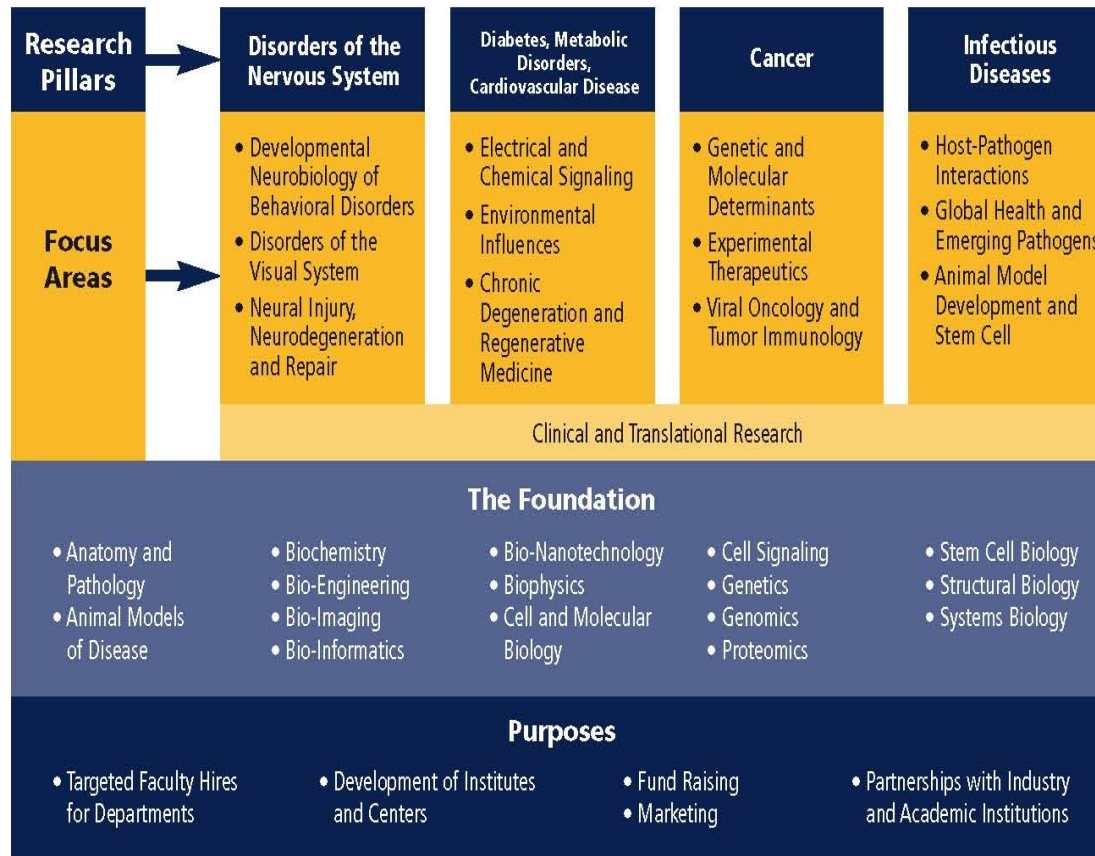 Research
Pillars
Disorders of the
Nervous System
Diabetes, Metabolic
Disorders,
Cardiovascular Disease
Cancer
Infectious
Diseases
Focus
Areas
• Developmental
Neurobiology of
Behavioral Disorders
• Disorders of the
Visual System
• Neural Injury,
Neurodegeneration
and Repair
• Electrical and
Chemical Signaling
• Environmental
Influences
• Chronic
Degeneration and
Regenerative
Medicine
• Genetic and
Molecular
Determinants
• Experimental
Therapeutics
• Viral Oncology and
Tumor Immunology
• Host-Pathogen
Interactions
• Global Health and
Emerging Pathogens
• Animal Model
Development and
Stem Cell
Clinical and Translational Research
The Foundation
• Anatomy and
Pathology
• Animal Models
of Disease
• Biochemistry
• Bio-Engineering
• Bio-Imaging
• Bio-Informatics
• Bio-Nanotechnology
• Biophysics
• Cell and Molecular
Biology
• Cell Signaling
• Genetics
• Genomics
• Proteomics
• Stem Cell Biology
• Structural Biology
• Systems Biology
Purposes
• Targeted Faculty Hires
for Departments
• Development of Institutes
and Centers
• Fund Raising
• Marketing
• Partnerships with Industry
and Academic Institutions